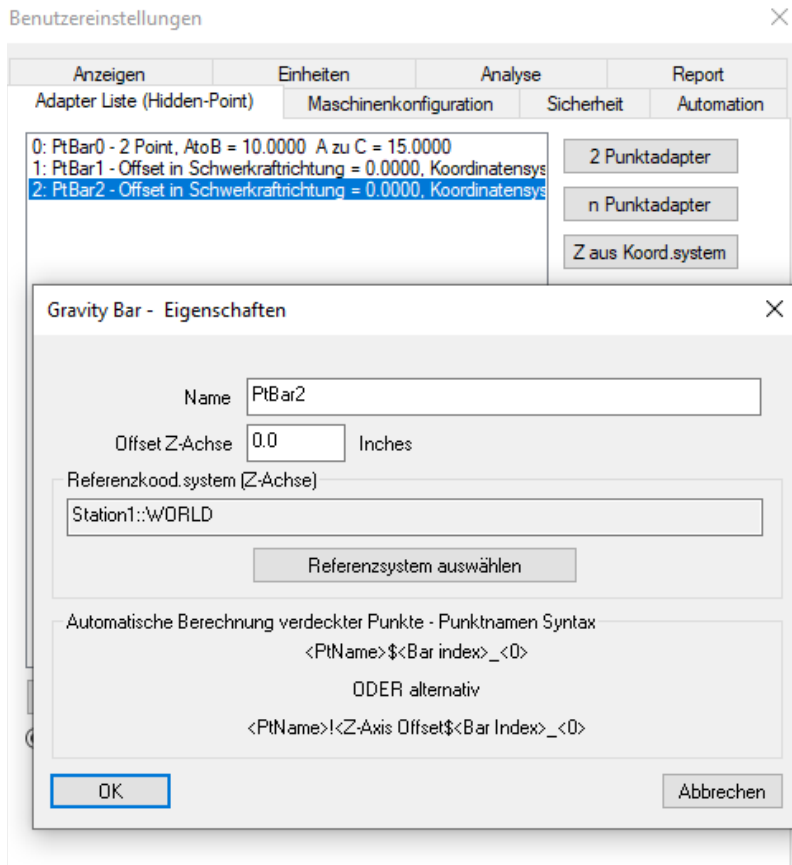 Benutzereinstellungen
Anzeigen Einheiten Analyse Report
Adapter Liste (Hidden-Point) Maschinenkonfiguration Sicherheit Automation
0: PtBar0 - 2 Point, AtoB = 10.0000 A zu C = 15.0000
1: PtBar1 - Offset in Schwerkraftrichtung = 0.0000, Koordinatensys
2: PtBar2 - Offset in Schwerkraftrichtung = 0.0000, Koordinatensys
2 Punktadapter
n Punktadapter
Z aus Koord.system
Gravity Bar - Eigenschaften
Name PtBar2
Offset Z-Achse 0.0 Inches
Referenzkood.system (Z-Achse)
Station1::WORLD
Referenzsystem auswählen
Automatische Berechnung verdeckter Punkte - Punktnamen Syntax
<PtName>$<Bar index>_<0>
ODER alternativ
<PtName>!<Z-Axis Offset$<Bar Index>_<0>
OK Abbrechen